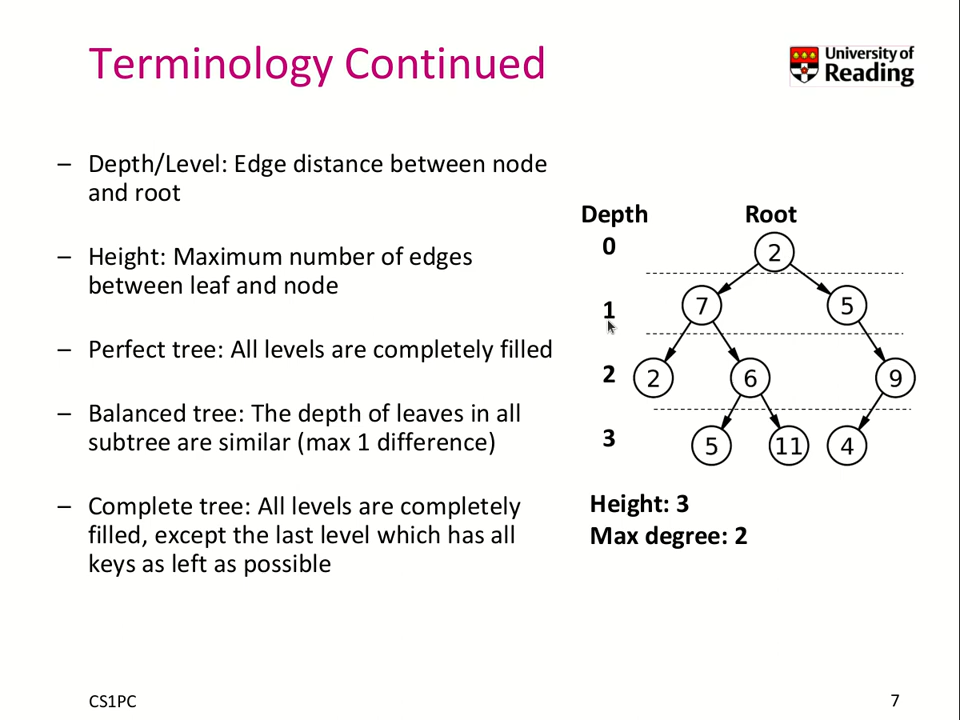 Terminology Continued
University of
Reading
– Depth/Level: Edge distance between node
and root
– Height: Maximum number of edges
between leaf and node
– Perfect tree: All levels are completely filled
– Balanced tree: The depth of leaves in all
subtree are similar (max 1 difference)
– Complete tree: All levels are completely
filled, except the last level which has all
keys as left as possible
Depth Root
0 2
1 7 5
2 2 6 9
3 5 11 4
Height: 3
Max degree: 2
CS1PC 7